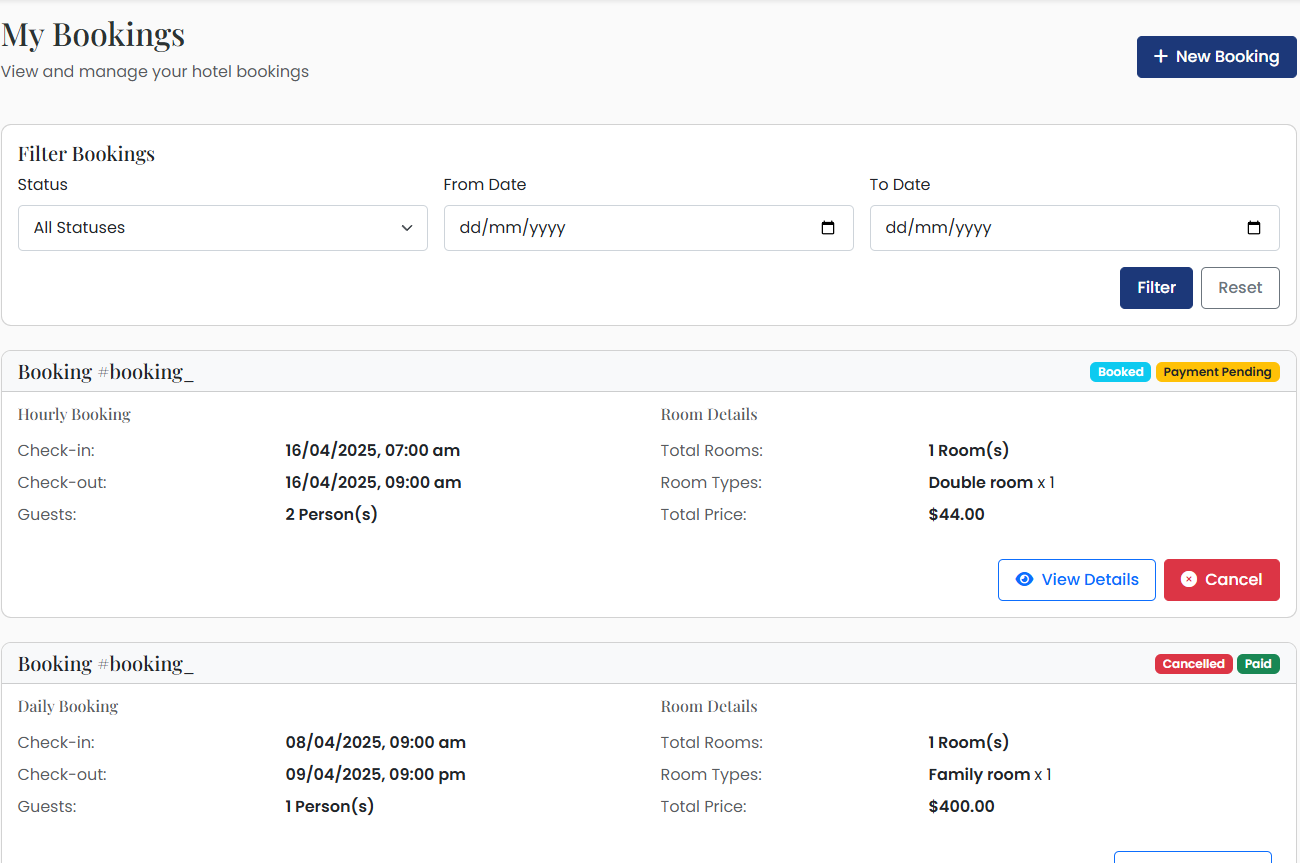 My Bookings
View and manage your hotel bookings
+ New Booking
Filter Bookings
Status
From Date
To Date
All Statuses
dd/mm/yyyy
dd/mm/yyyy
Filter
Reset
Booking #booking_
Booked
Payment Pending
Hourly Booking
Room Details
Check-in: 16/04/2025, 07:00 am
Total Rooms: 1 Room(s)
Check-out: 16/04/2025, 09:00 am
Room Types: Double room x 1
Guests: 2 Person(s)
Total Price: $44.00
View Details
Cancel
Booking #booking_
Cancelled
Paid
Daily Booking
Room Details
Check-in: 08/04/2025, 09:00 am
Total Rooms: 1 Room(s)
Check-out: 09/04/2025, 09:00 pm
Room Types: Family room x 1
Guests: 1 Person(s)
Total Price: $400.00